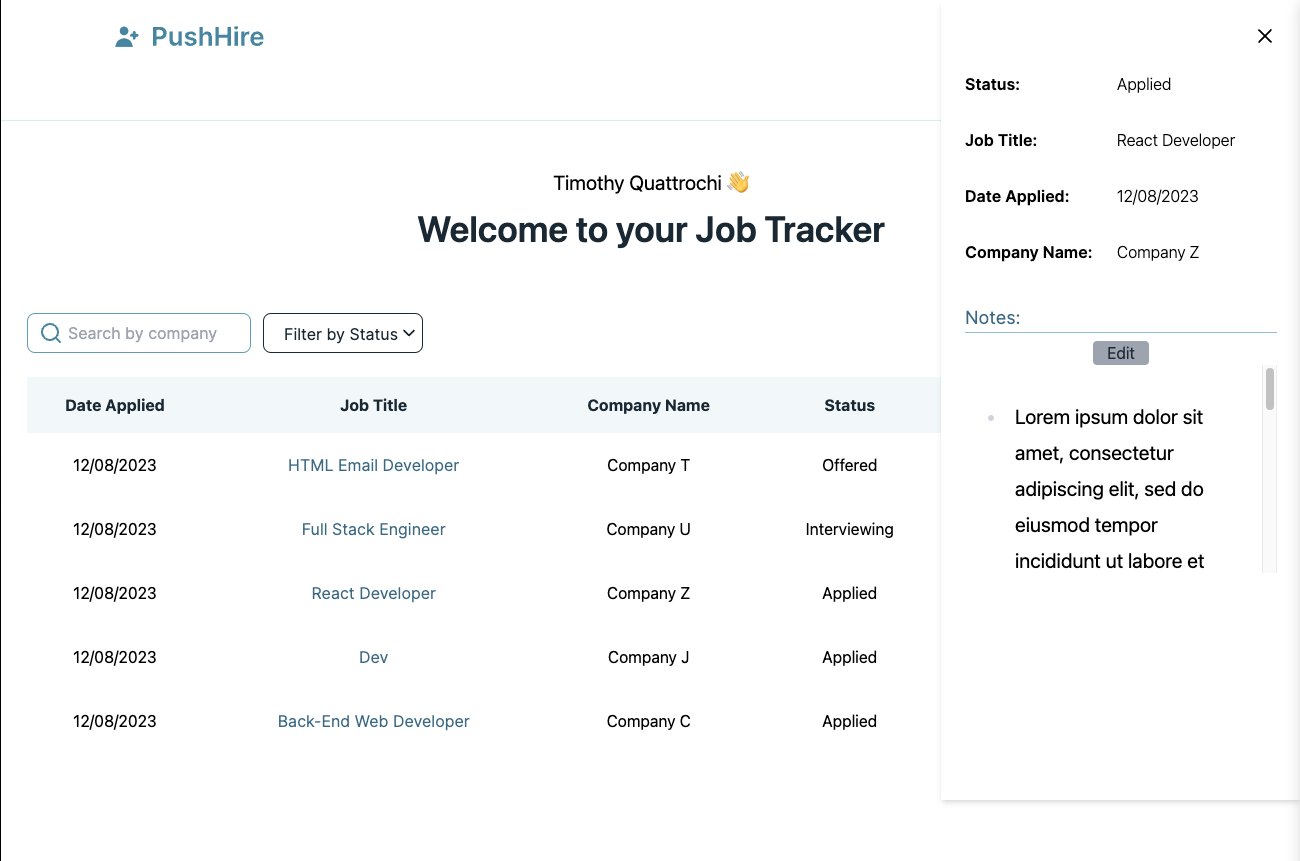 PushHire
Timothy Quattrochi 👋
Welcome to your Job Tracker
Search by company
Filter by Status
Date Applied Job Title Company Name Status
12/08/2023 HTML Email Developer Company T Offered
12/08/2023 Full Stack Engineer Company U Interviewing
12/08/2023 React Developer Company Z Applied
12/08/2023 Dev Company J Applied
12/08/2023 Back-End Web Developer Company C Applied
Status: Applied
Job Title: React Developer
Date Applied: 12/08/2023
Company Name: Company Z
Notes:
Edit
Lorem ipsum dolor sit
amet, consectetur
adipiscing elit, sed do
eiusmod tempor
incididunt ut labore et